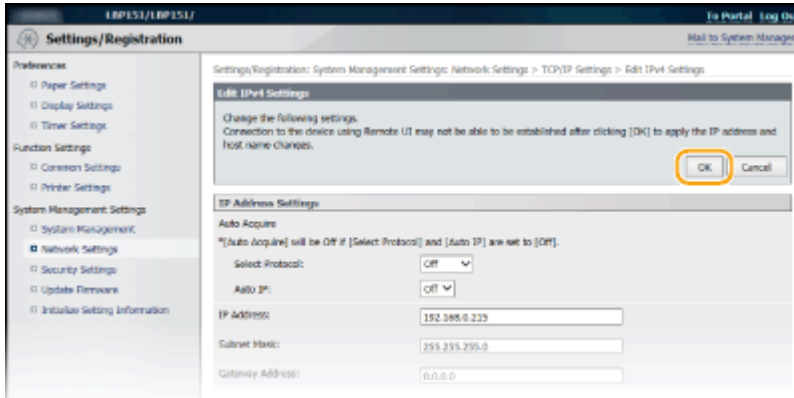 LBP151/LBP151/
To Portal Log Ou
Settings/Registration
Mail to System Manager
Preferences
Paper Settings
Display Settings
Timer Settings
Function Settings
Common Settings
Printer Settings
System Management Settings
System Management
Network Settings
Security Settings
Update Firmware
Initialize Setting Information
Settings/Registration: System Management Settings: Network Settings > TCP/IP Settings > Edit IPv4 Settings
Edit IPv4 Settings
Change the following settings.
Connection to the device using Remote UI may not be able to be established after clicking [OK] to apply the IP address and
host name changes.
OK Cancel
IP Address Settings
Auto Acquire
*[Auto Acquire] will be Off if [Select Protocol] and [Auto IP] are set to [Off].
Select Protocol: Off
Auto IP: Off
IP Address: 192.168.0.215
Subnet Mask: 255.255.255.0
Gateway Address: 0.0.0.0